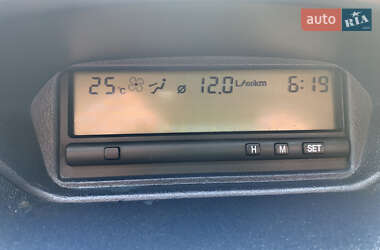 auto RIA
25°C ø 12.0 L/100km 6:19
H M SET